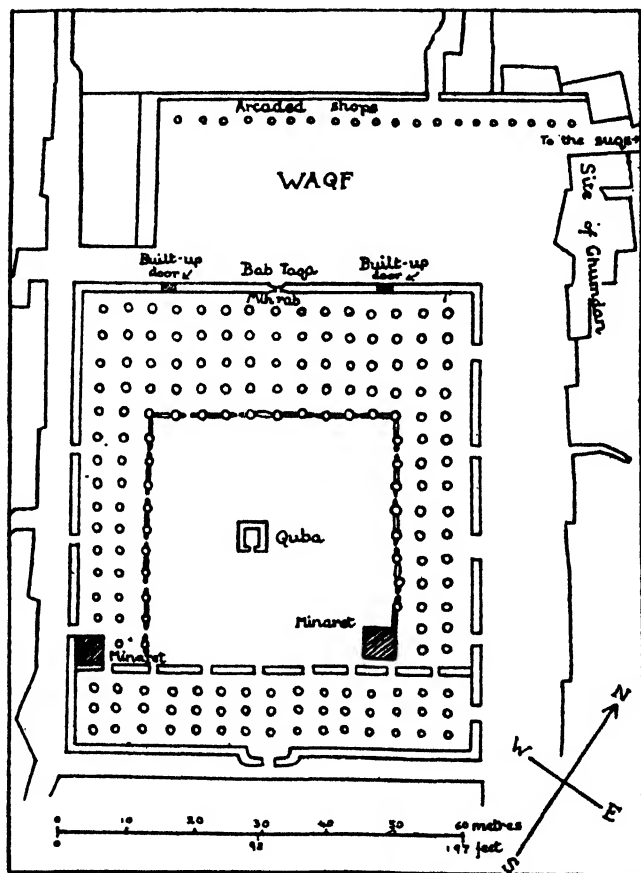 Arcaded shops
To the suqs
WAQF
Site of Ghumdan
Built-up
door
Bab Taqa
Built-up
door
Mihrab
Quba
Minaret
Minaret
N
W
E
S
0 10 20 30 40 50 60 metres
0 98 197 feet